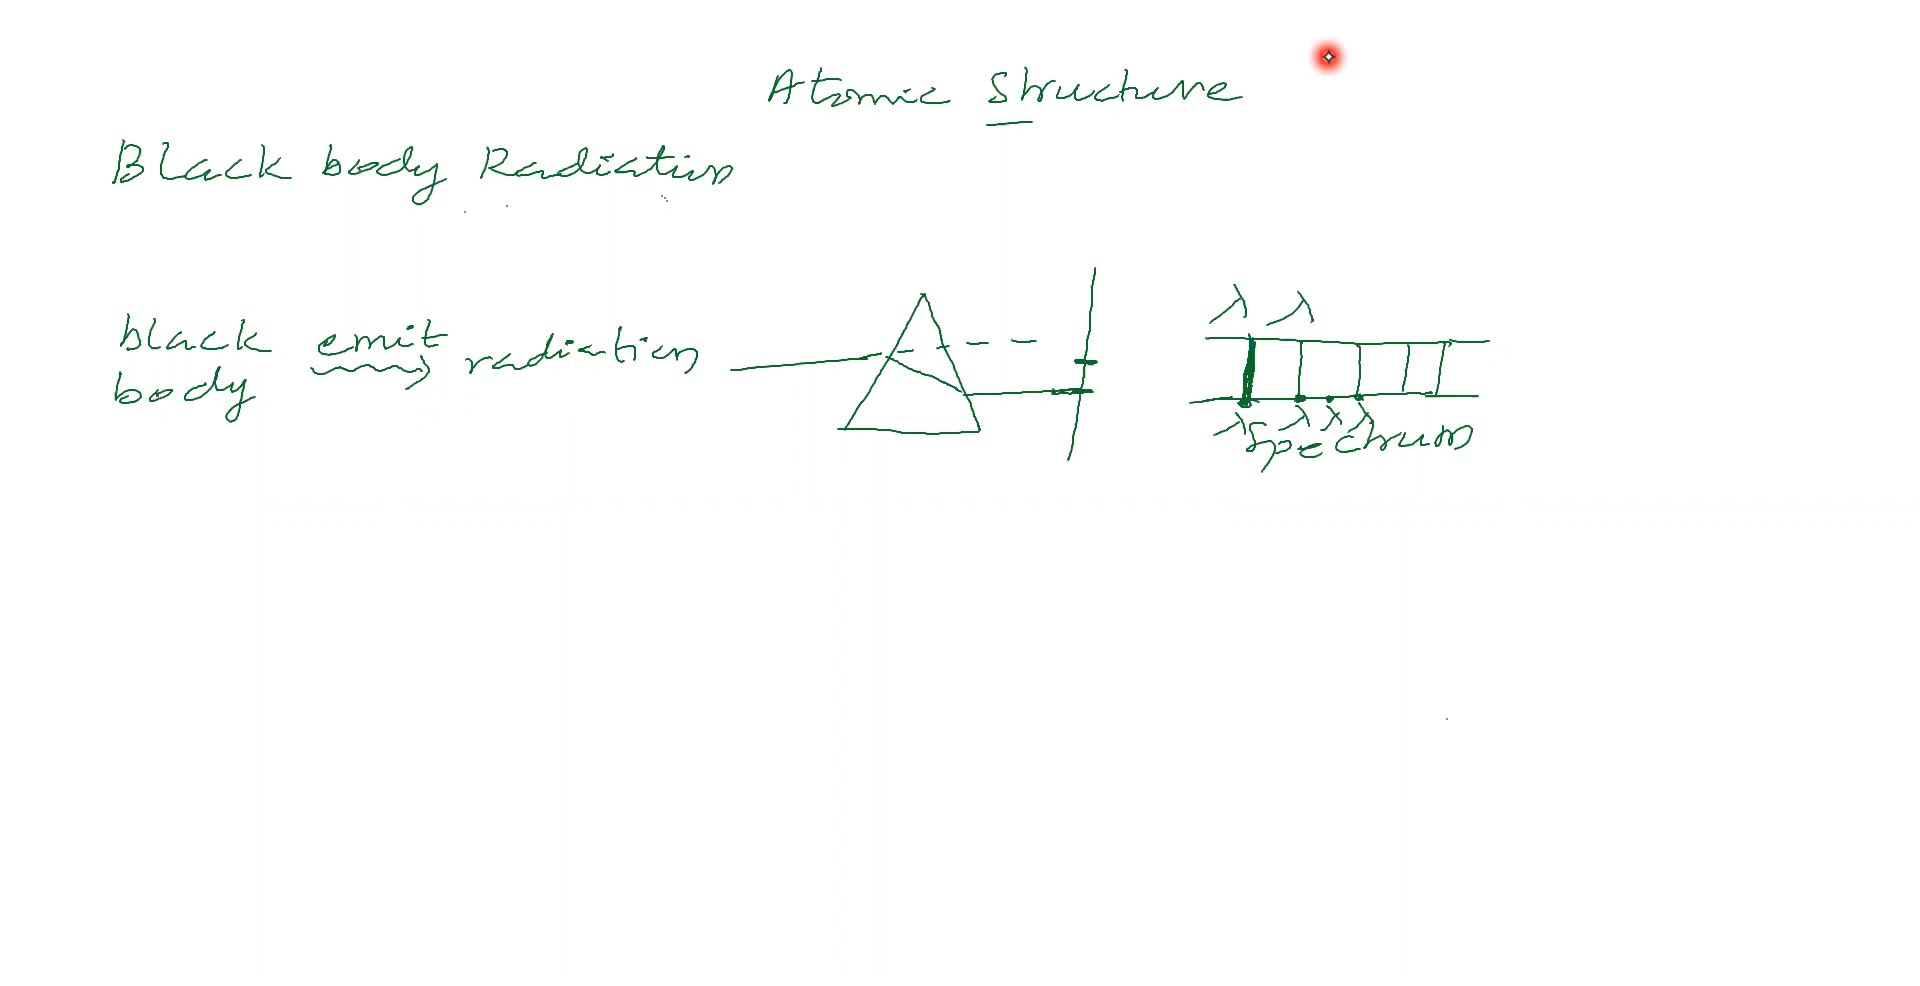 Atomic Structure
Black body Radiation
black body emit radiation
λ λ
λ λ λ λ
Spectrum